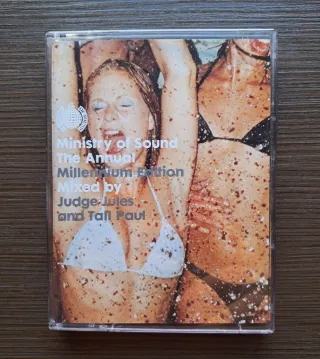 Ministry of Sound
The Annual
Millennium Edition
Mixed by
Judge Jules
and Tall Paul